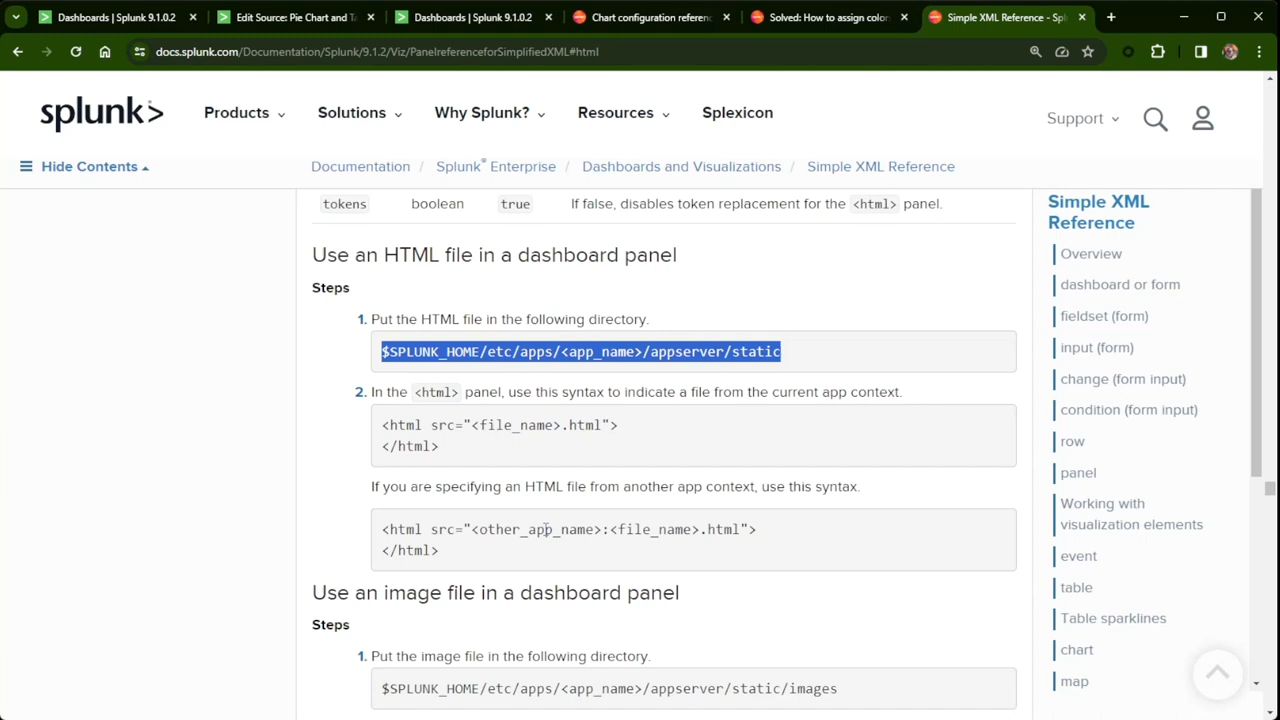 Dashboards | Splunk 9.1.0.2
Edit Source: Pie Chart and Ta
Dashboards | Splunk 9.1.0.2
Chart configuration referenc
Solved: How to assign color
Simple XML Reference - Spl
docs.splunk.com/Documentation/Splunk/9.1.2/Viz/PanelreferenceforSimplifiedXML#html
splunk>
Products
Solutions
Why Splunk?
Resources
Splexicon
Support
Hide Contents
Documentation / Splunk® Enterprise / Dashboards and Visualizations / Simple XML Reference
tokens boolean true If false, disables token replacement for the <html> panel.
Use an HTML file in a dashboard panel
Steps
1. Put the HTML file in the following directory.
$SPLUNK_HOME/etc/apps/<app_name>/appserver/static
2. In the <html> panel, use this syntax to indicate a file from the current app context.
<html src="<file_name>.html">
</html>
If you are specifying an HTML file from another app context, use this syntax.
<html src="<other_app_name>:<file_name>.html">
</html>
Use an image file in a dashboard panel
Steps
1. Put the image file in the following directory.
$SPLUNK_HOME/etc/apps/<app_name>/appserver/static/images
Simple XML
Reference
Overview
dashboard or form
fieldset (form)
input (form)
change (form input)
condition (form input)
row
panel
Working with
visualization elements
event
table
Table sparklines
chart
map